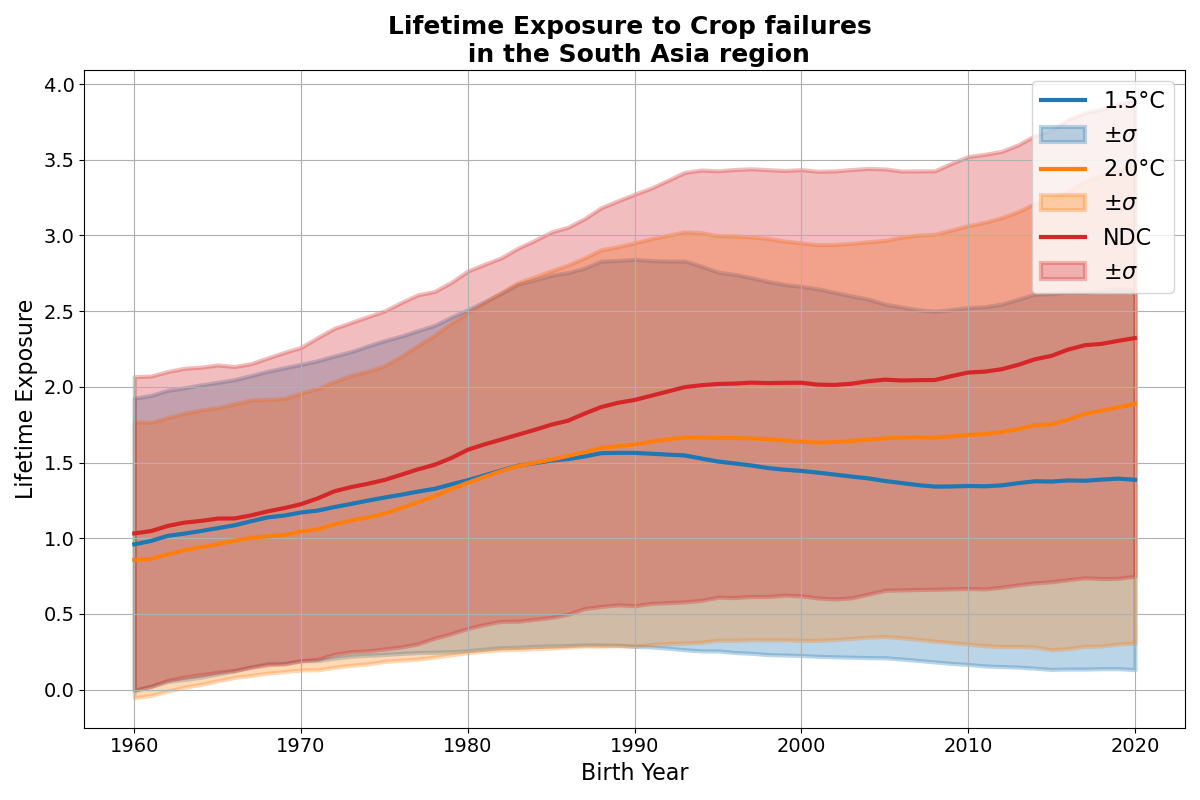 Lifetime Exposure to Crop failures
in the South Asia region
4.0
3.5
3.0
2.5
2.0
1.5
1.0
0.5
0.0
Lifetime Exposure
1.5°C
±σ
2.0°C
±σ
NDC
±σ
1960
1970
1980
1990
2000
2010
2020
Birth Year